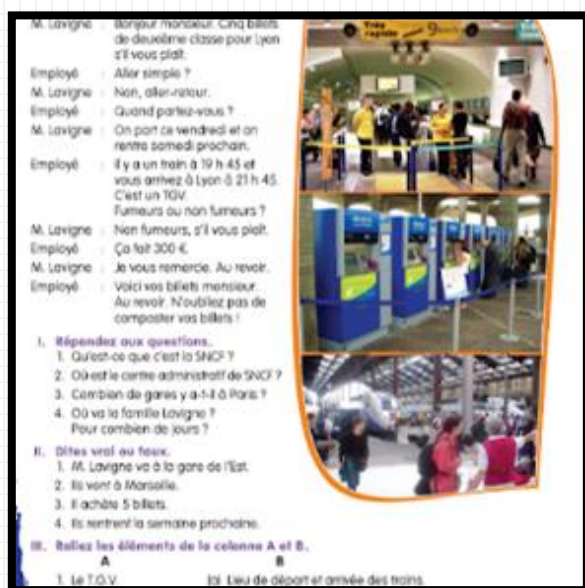 M. Lavigne : Bonjour monsieur. Cinq billets
de deuxième classe pour Lyon
s'il vous plaît.
Employé : Aller simple ?
M. Lavigne : Non, aller-retour.
Employé : Quand partez-vous ?
M. Lavigne : On part ce vendredi et on
rentre samedi prochain.
Employé : Il y a un train à 19 h 45 et
vous arrivez à Lyon à 21 h 45.
C'est un TGV.
Fumeurs ou non fumeurs ?
M. Lavigne : Non fumeurs, s'il vous plaît.
Employé : Ça fait 300 €.
M. Lavigne : Je vous remercie. Au revoir.
Employé : Voici vos billets monsieur.
Au revoir. N'oubliez pas de
composter vos billets !
I. Répondez aux questions.
1. Qu'est-ce que c'est la SNCF ?
2. Où est le centre administratif de SNCF ?
3. Combien de gares y a-t-il à Paris ?
4. Où va la famille Lavigne ?
Pour combien de jours ?
II. Dites vrai ou faux.
1. M. Lavigne va à la gare de l'Est.
2. Ils vont à Marseille.
3. Il achète 5 billets.
4. Ils rentrent la semaine prochaine.
III. Reliez les éléments de la colonne A et B.
A B
1. Le T.G.V. (a) Lieu de départ et arrivée des trains.
Très
rapide